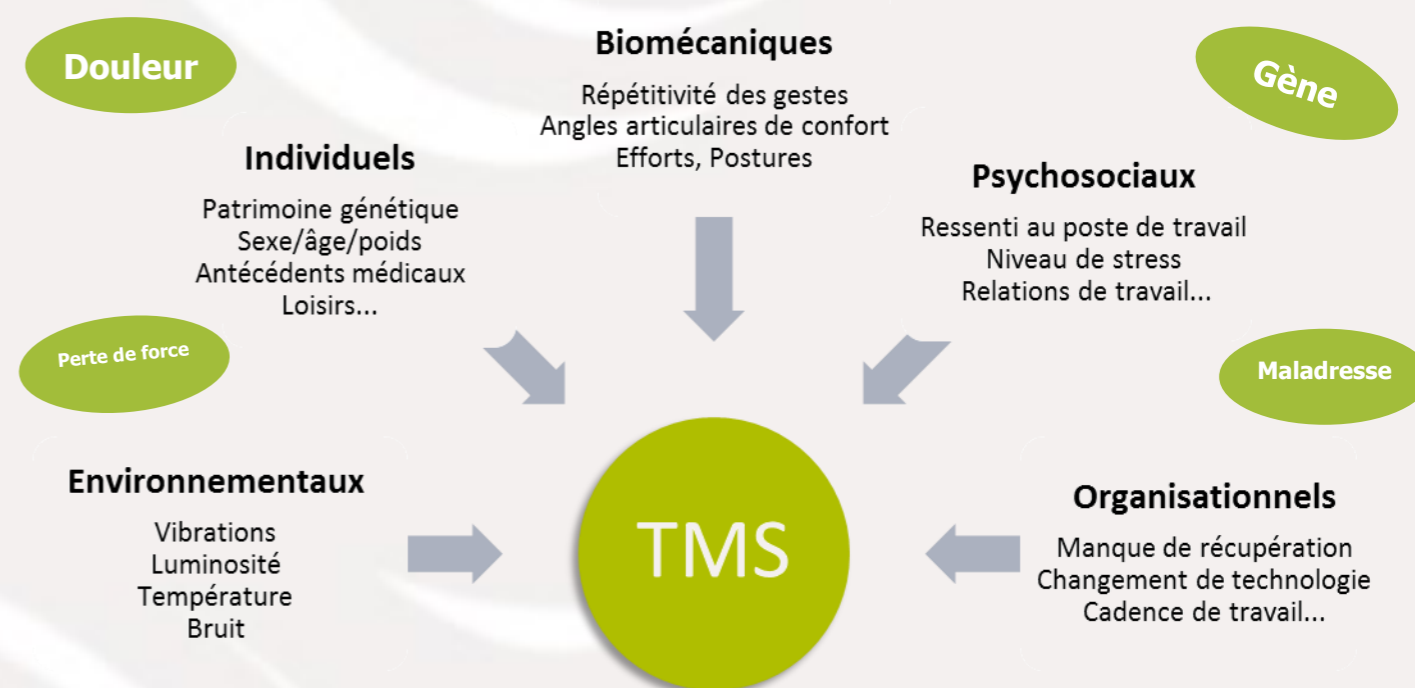 Douleur
Biomécaniques
Répétitivité des gestes
Angles articulaires de confort
Efforts, Postures
Gène
Individuels
Patrimoine génétique
Sexe/âge/poids
Antécédents médicaux
Loisirs...
Psychosociaux
Ressenti au poste de travail
Niveau de stress
Relations de travail...
Perte de force
Maladresse
Environnementaux
Vibrations
Luminosité
Température
Bruit
TMS
Organisationnels
Manque de récupération
Changement de technologie
Cadence de travail...